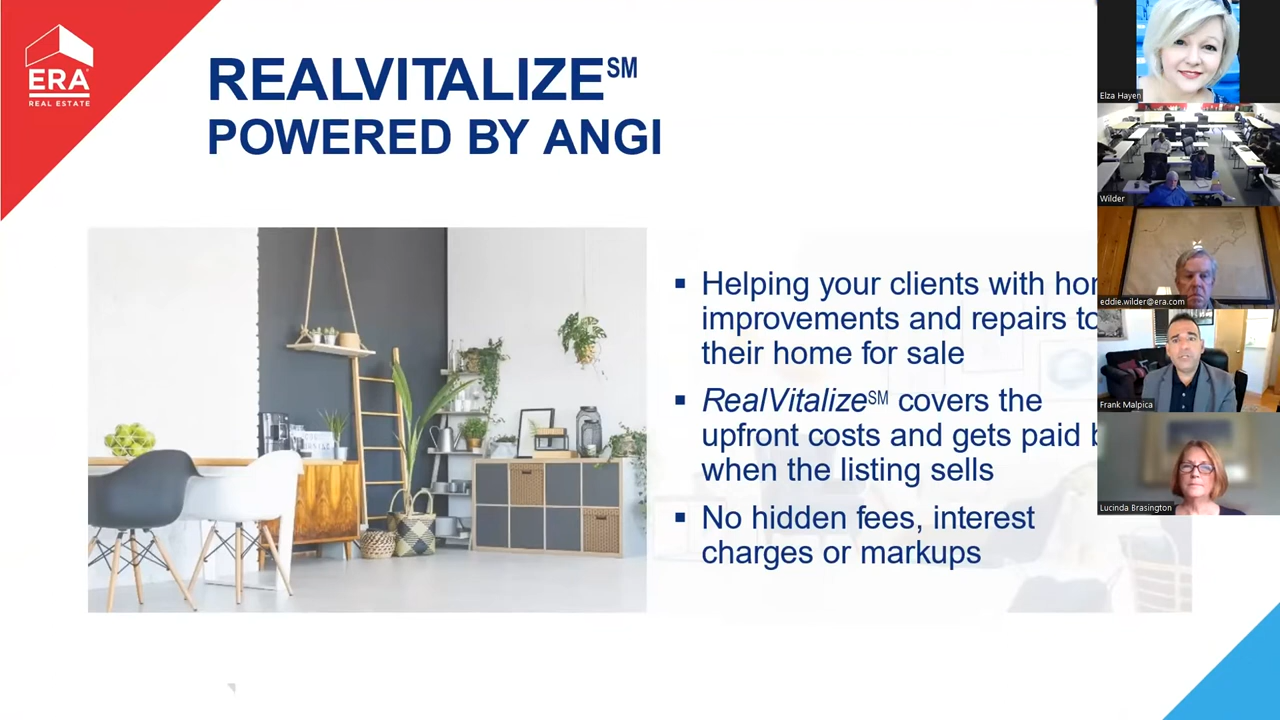 ERA
REAL ESTATE
REALVITALIZE℠
POWERED BY ANGI
▪ Helping your clients with
improvements and repairs
their home for sale
▪ RealVitalize℠ covers the
upfront costs and gets paid
when the listing sells
▪ No hidden fees, interest
charges or markups
Elza Hayen
Wilder
eddie.wilder@era.com
Frank Malpica
Lucinda Brasington